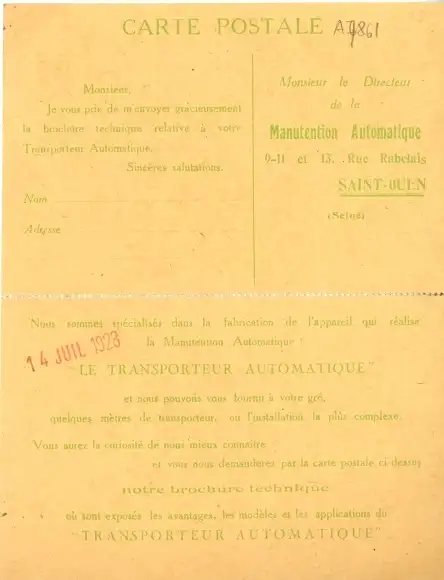 CARTE POSTALE
Monsieur,
Je vous prie de m'envoyer gracieusement
la brochure technique relative à votre
Transporteur Automatique.
Sincères salutations.
Nom
Adresse
Monsieur le Directeur
de la
Manutention Automatique
9-11 et 13, Rue Rabelais
SAINT-OUEN
(Seine)
Nous sommes spécialisés dans la fabrication de l'appareil qui réalise
la Manutention Automatique :
14 JUIL 1923
"LE TRANSPORTEUR AUTOMATIQUE"
et nous pouvons vous fournir à votre gré,
quelques mètres de transporteur, ou l'installation la plus complexe.
Vous aurez la curiosité de nous mieux connaître
et vous nous demanderez par la carte postale ci-dessus
notre brochure technique
où sont exposés les avantages, les modèles et les applications du
"TRANSPORTEUR AUTOMATIQUE"